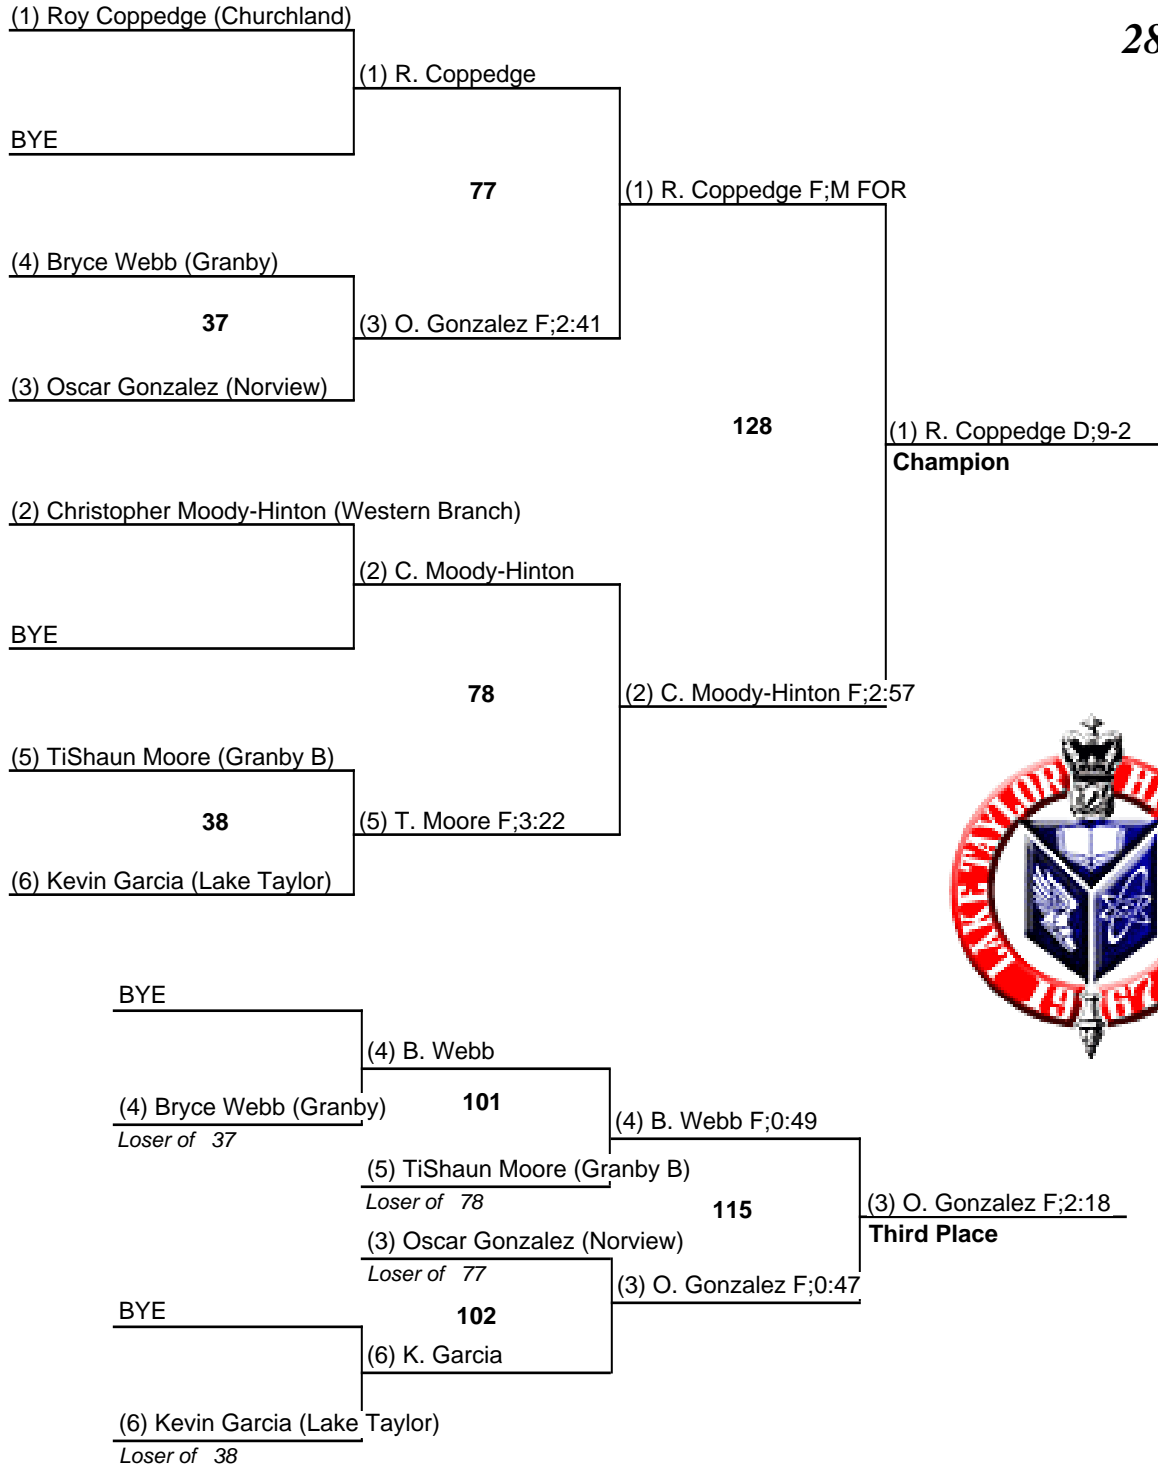 (1) Roy Coppedge (Churchland)
28
(1) R. Coppedge
BYE
77
(1) R. Coppedge F;M FOR
(4) Bryce Webb (Granby)
37
(3) O. Gonzalez F;2:41
(3) Oscar Gonzalez (Norview)
128
(1) R. Coppedge D;9-2
Champion
(2) Christopher Moody-Hinton (Western Branch)
(2) C. Moody-Hinton
BYE
78
(2) C. Moody-Hinton F;2:57
(5) TiShaun Moore (Granby B)
38
(5) T. Moore F;3:22
(6) Kevin Garcia (Lake Taylor)
LAKE TAYLOR H
1967
BYE
(4) B. Webb
(4) Bryce Webb (Granby)
101
(4) B. Webb F;0:49
Loser of 37
(5) TiShaun Moore (Granby B)
Loser of 78
115
(3) O. Gonzalez F;2:18
Third Place
(3) Oscar Gonzalez (Norview)
Loser of 77
(3) O. Gonzalez F;0:47
BYE
102
(6) K. Garcia
(6) Kevin Garcia (Lake Taylor)
Loser of 38